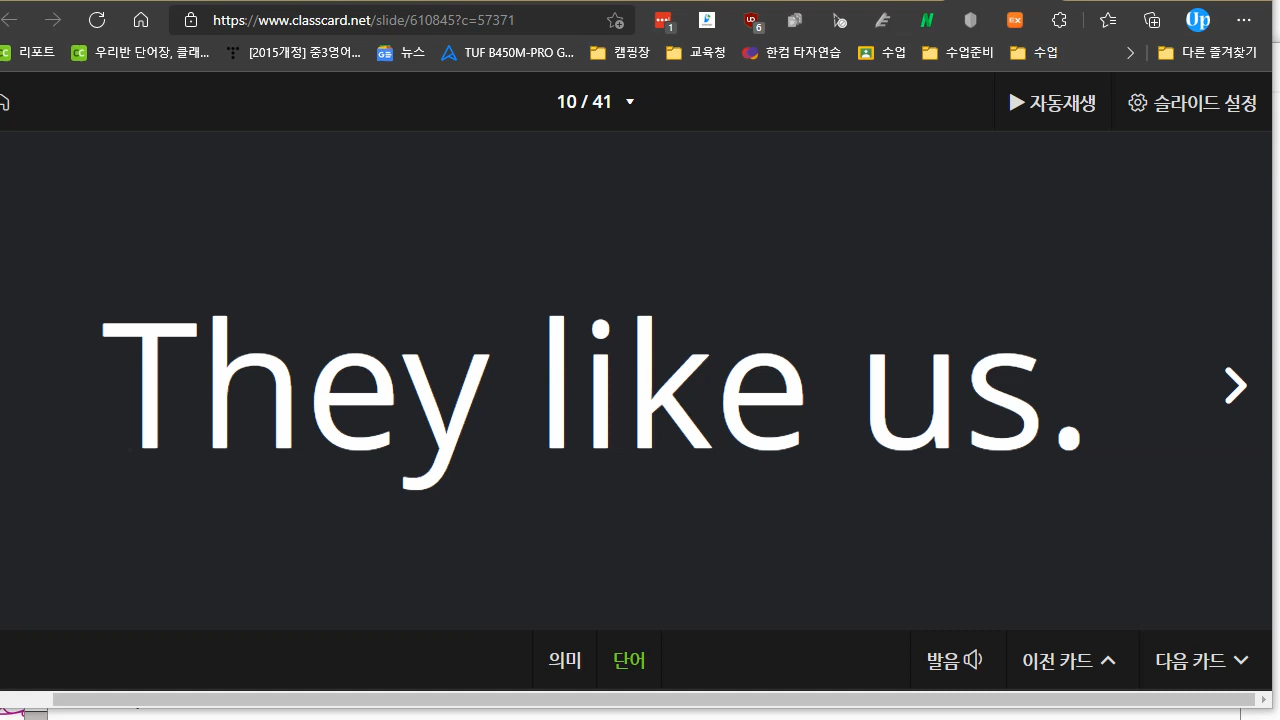 https://www.classcard.net/slide/610845?c=57371
1
6
리포트
우리반 단어장, 클래...
[2015개정] 중3영어...
뉴스
TUF B450M-PRO G...
캠핑장
교육청
한컴 타자연습
수업
수업준비
수업
다른 즐겨찾기
10 / 41
자동재생
슬라이드 설정
They like us.
의미
단어
발음
이전 카드
다음 카드